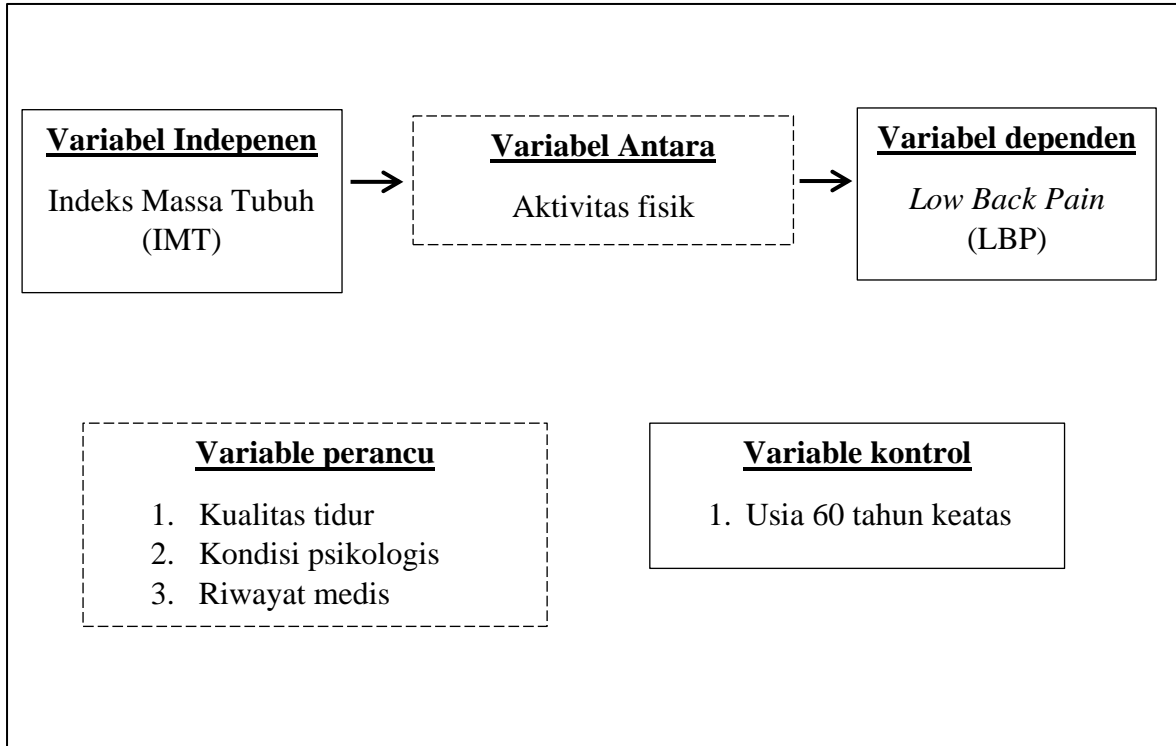 Variabel Indepenen
Indeks Massa Tubuh
(IMT)
Variabel Antara
Aktivitas fisik
Variabel dependen
Low Back Pain
(LBP)
Variable perancu
1. Kualitas tidur
2. Kondisi psikologis
3. Riwayat medis
Variable kontrol
1. Usia 60 tahun keatas